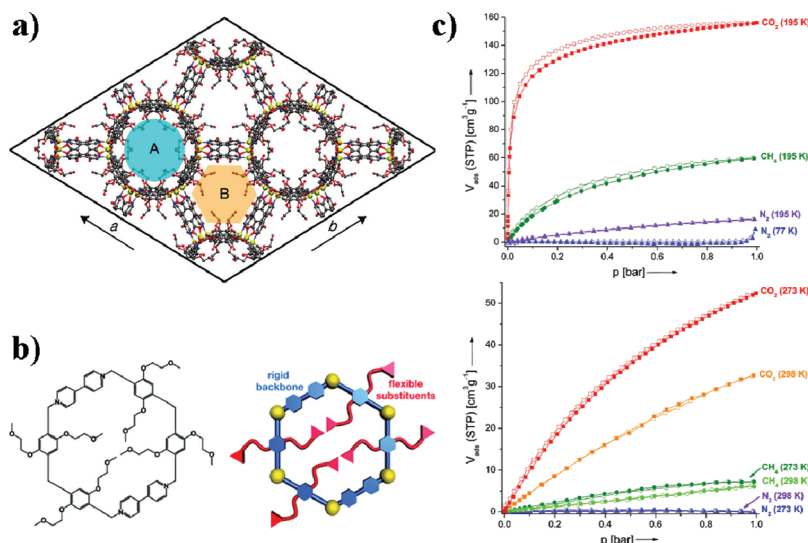 a)
A
B
a
b
b)
O
O
O
O
N
N
O
O
O
O
O
O
O
O
N
N
O
O
O
O
rigid
backbone
flexible
substituents
c)
V ads (STP) [cm³g⁻¹]
160
140
120
100
80
60
40
20
0
0.0 0.2 0.4 0.6 0.8 1.0
p [bar]
CO₂ (195 K)
CH₄ (195 K)
N₂ (195 K)
N₂ (77 K)
V ads (STP) [cm³g⁻¹]
50
40
30
20
10
0
0.0 0.2 0.4 0.6 0.8 1.0
p [bar]
CO₂ (273 K)
CO₂ (298 K)
CH₄ (273 K)
CH₄ (298 K)
N₂ (298 K)
N₂ (273 K)